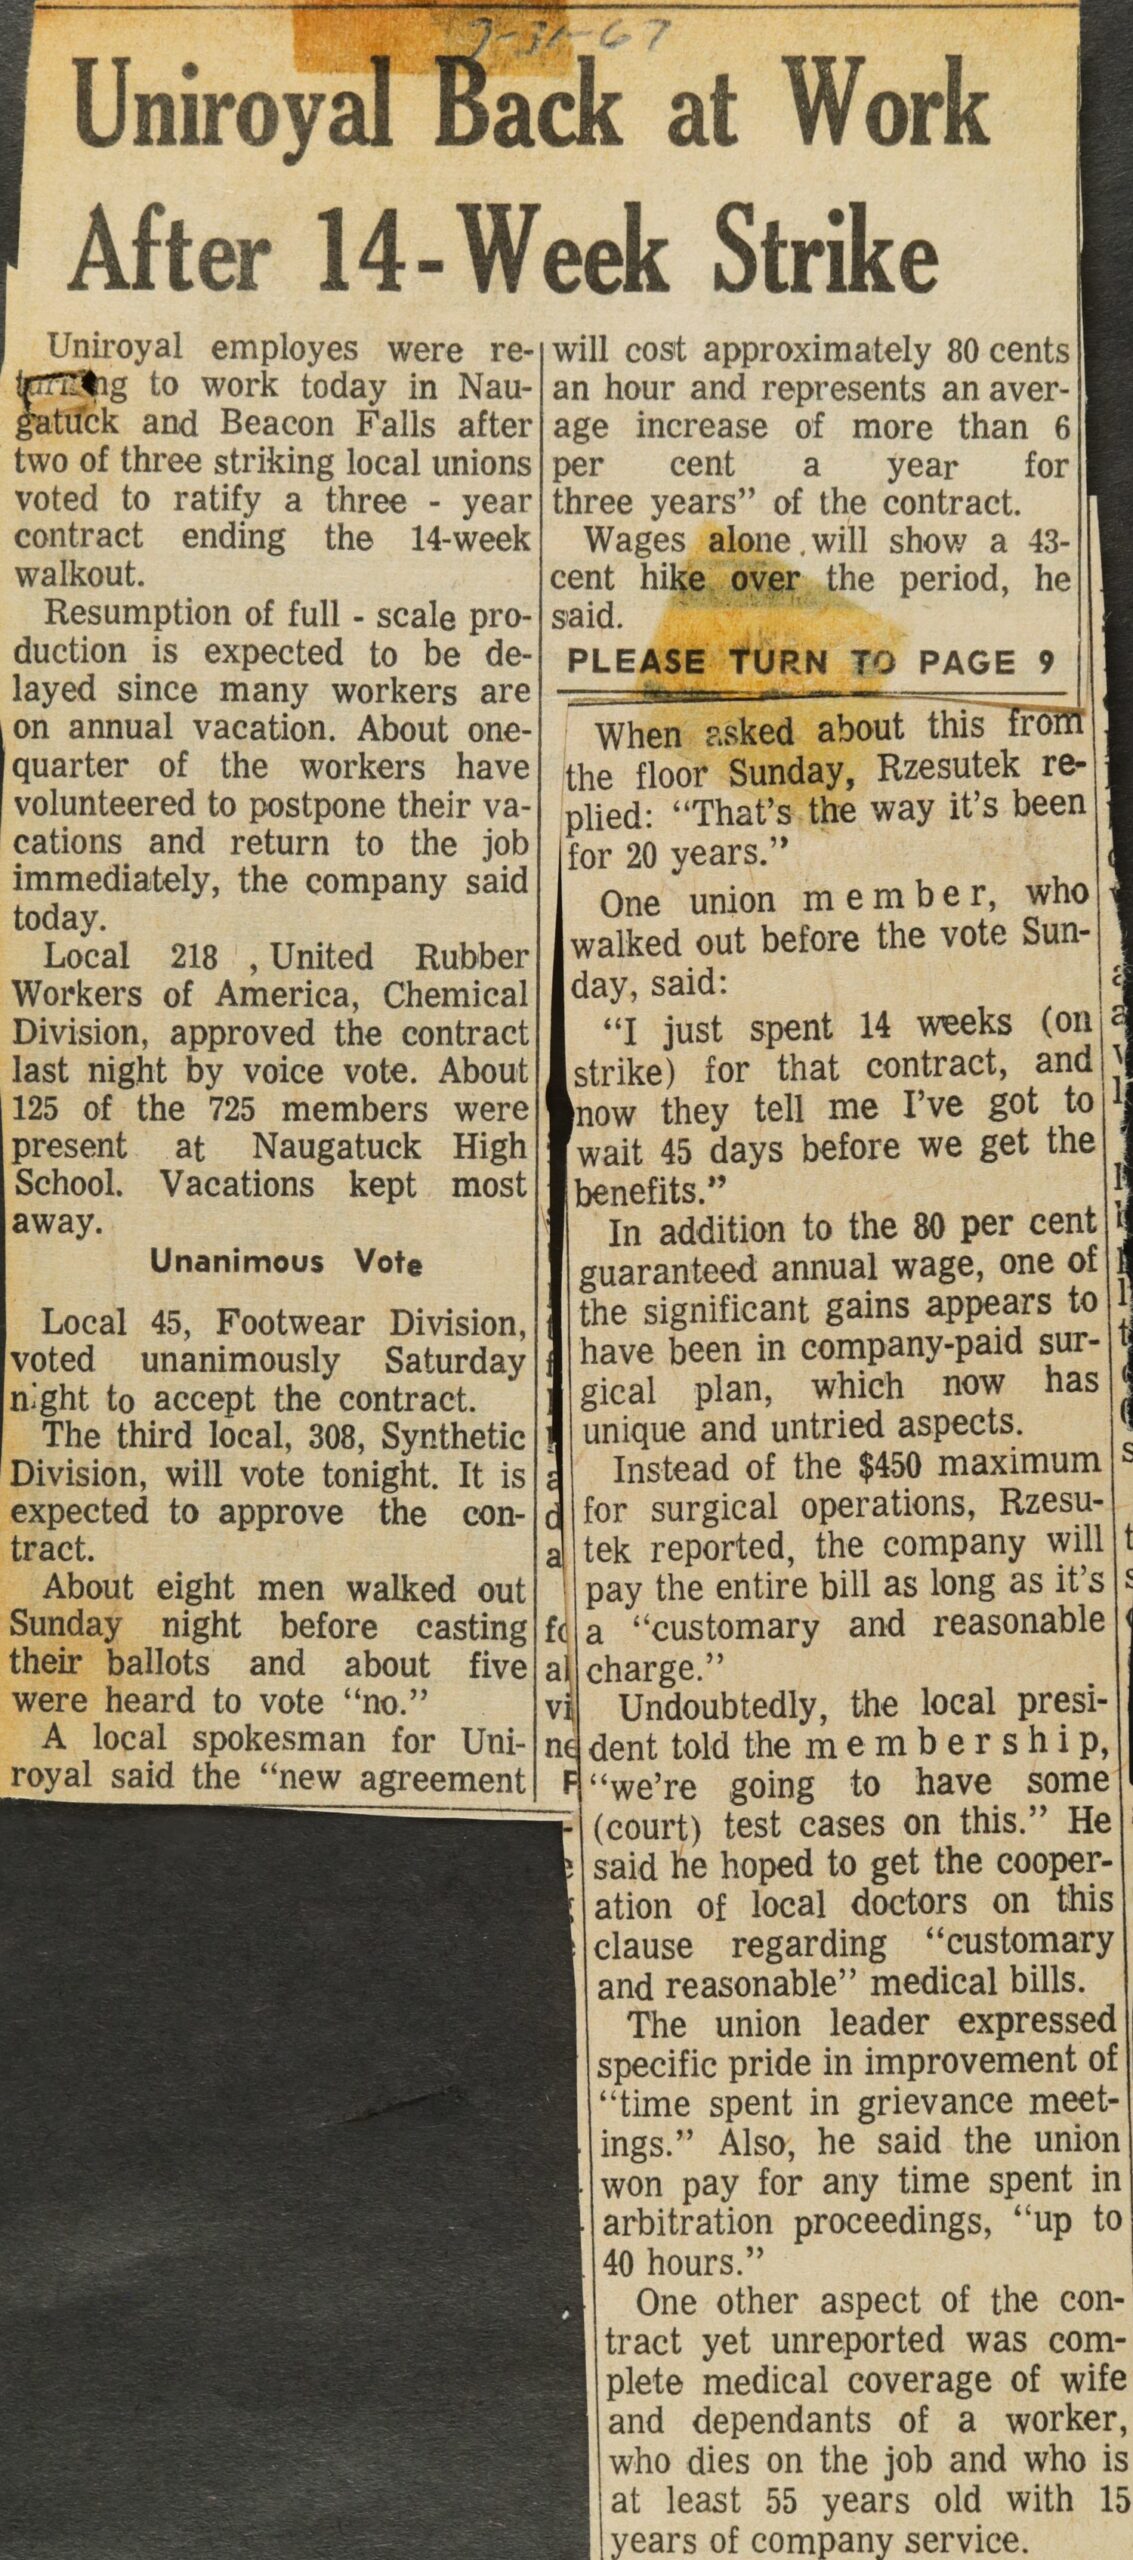 7-31-67
Uniroyal Back at Work
After 14-Week Strike
Uniroyal employes were re-
turning to work today in Nau-
gatuck and Beacon Falls after
two of three striking local unions
voted to ratify a three - year
contract ending the 14-week
walkout.
Resumption of full - scale pro-
duction is expected to be de-
layed since many workers are
on annual vacation. About one-
quarter of the workers have
volunteered to postpone their va-
cations and return to the job
immediately, the company said
today.
Local 218 , United Rubber
Workers of America, Chemical
Division, approved the contract
last night by voice vote. About
125 of the 725 members were
present at Naugatuck High
School. Vacations kept most
away.
Unanimous Vote
Local 45, Footwear Division,
voted unanimously Saturday
night to accept the contract.
The third local, 308, Synthetic
Division, will vote tonight. It is
expected to approve the con-
tract.
About eight men walked out
Sunday night before casting
their ballots and about five
were heard to vote “no.”
A local spokesman for Uni-
royal said the “new agreement
will cost approximately 80 cents
an hour and represents an aver-
age increase of more than 6
per cent a year for
three years” of the contract.
Wages alone will show a 43-
cent hike over the period, he
said.
PLEASE TURN TO PAGE 9
When asked about this from
the floor Sunday, Rzesutek re-
plied: “That's the way it's been
for 20 years.”
One union member, who
walked out before the vote Sun-
day, said:
“I just spent 14 weeks (on
strike) for that contract, and
now they tell me I've got to
wait 45 days before we get the
benefits.”
In addition to the 80 per cent
guaranteed annual wage, one of
the significant gains appears to
have been in company-paid sur-
gical plan, which now has
unique and untried aspects.
Instead of the $450 maximum
for surgical operations, Rzesu-
tek reported, the company will
pay the entire bill as long as it's
a “customary and reasonable
charge.”
Undoubtedly, the local presi-
dent told the membership,
“we're going to have some
(court) test cases on this.” He
said he hoped to get the cooper-
ation of local doctors on this
clause regarding “customary
and reasonable” medical bills.
The union leader expressed
specific pride in improvement of
“time spent in grievance meet-
ings.” Also, he said the union
won pay for any time spent in
arbitration proceedings, “up to
40 hours.”
One other aspect of the con-
tract yet unreported was com-
plete medical coverage of wife
and dependants of a worker,
who dies on the job and who is
at least 55 years old with 15
years of company service.